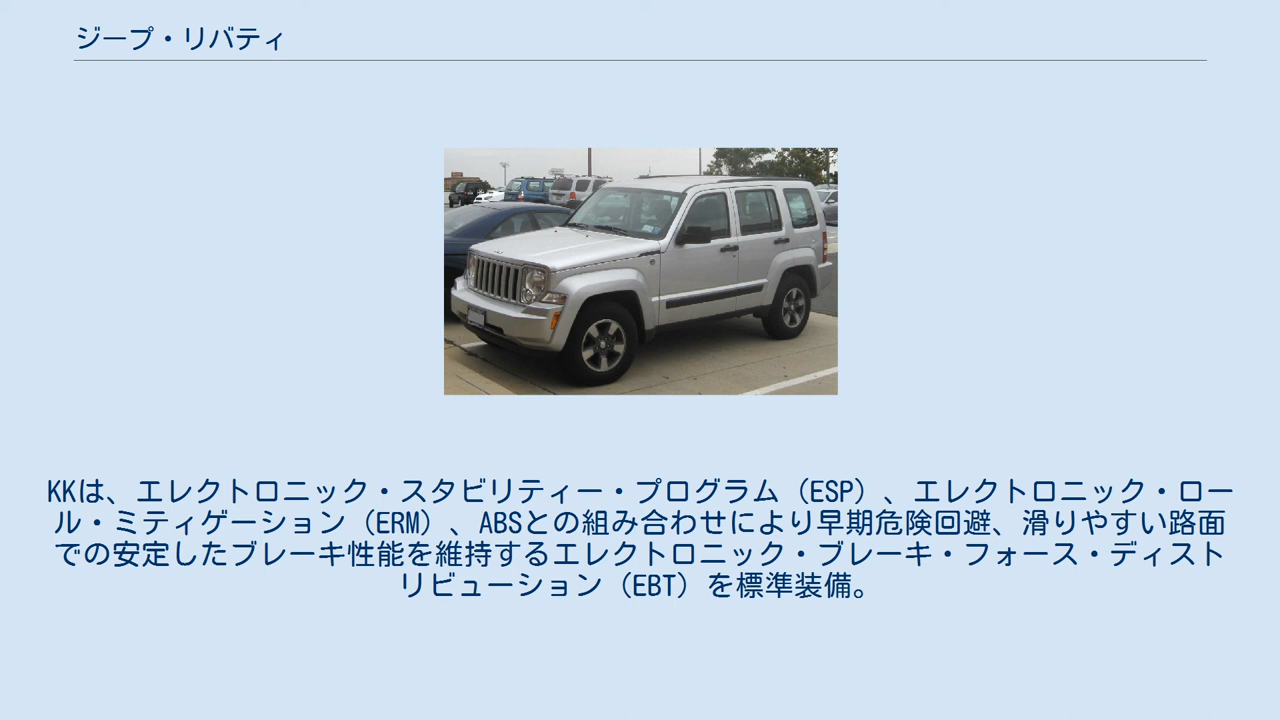 ジープ・リバティ
KKは、エレクトロニック・スタビリティー・プログラム（ESP）、エレクトロニック・ロー
ル・ミティゲーション（ERM）、ABSとの組み合わせにより早期危険回避、滑りやすい路面
での安定したブレーキ性能を維持するエレクトロニック・ブレーキ・フォース・ディスト
リビューション（EBT）を標準装備。